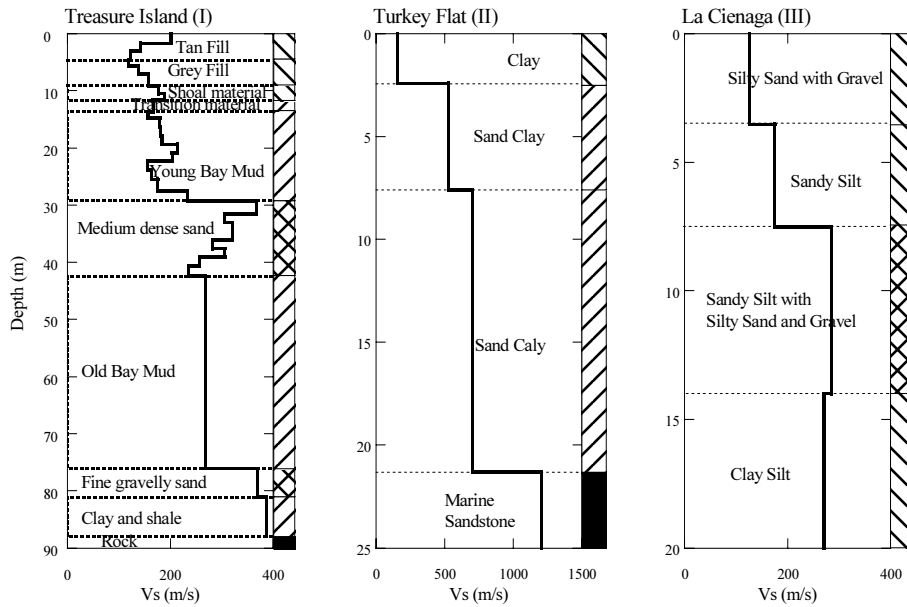 Treasure Island (I)
0
10
20
30
40
50
60
70
80
90
Depth (m)
Tan Fill
Grey Fill
Shoal material
Transition material
Young Bay Mud
Medium dense sand
Old Bay Mud
Fine gravelly sand
Clay and shale
Rock
0 200 400
Vs (m/s)
Turkey Flat (II)
0
5
10
15
20
25
Clay
Sand Clay
Sand Caly
Marine
Sandstone
0 500 1000 1500
Vs (m/s)
La Cienaga (III)
0
5
10
15
20
Silty Sand with Gravel
Sandy Silt
Sandy Silt with
Silty Sand and Gravel
Clay Silt
0 200 400
Vs (m/s)